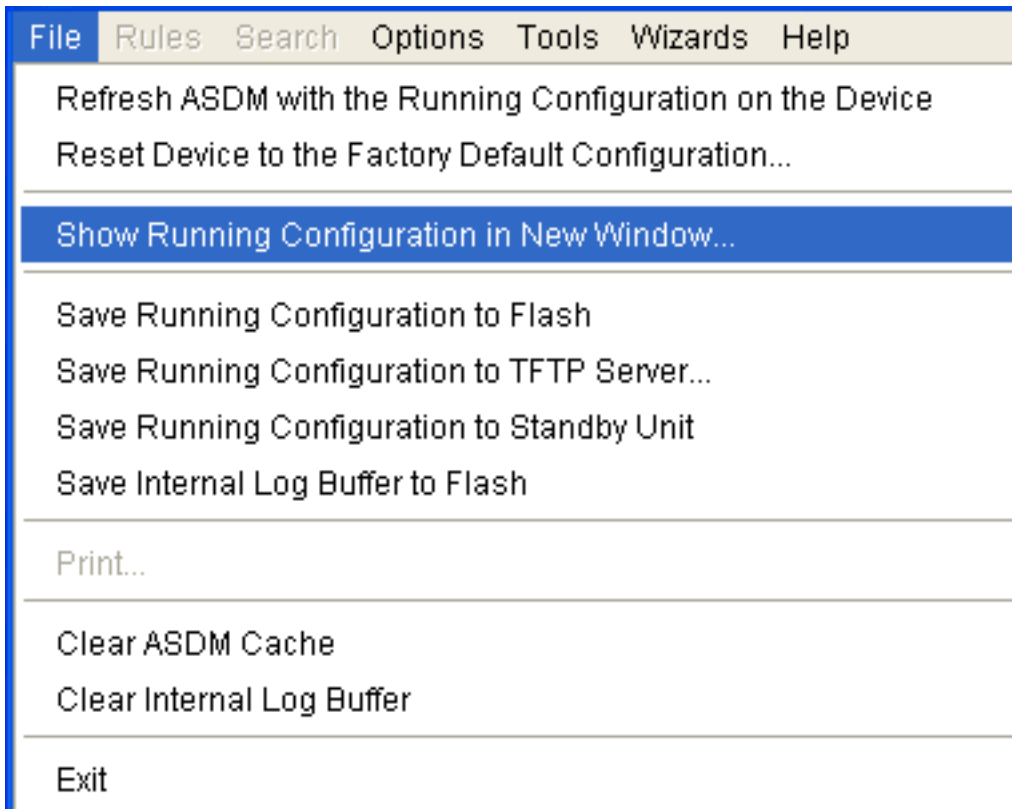 File Rules Search Options Tools Wizards Help
Refresh ASDM with the Running Configuration on the Device
Reset Device to the Factory Default Configuration...
Show Running Configuration in New Window...
Save Running Configuration to Flash
Save Running Configuration to TFTP Server...
Save Running Configuration to Standby Unit
Save Internal Log Buffer to Flash
Print...
Clear ASDM Cache
Clear Internal Log Buffer
Exit